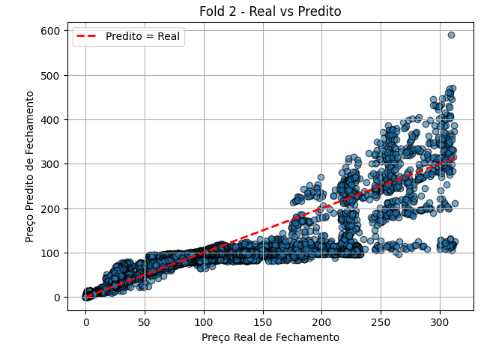 Fold 2 - Real vs Predito
Predito = Real
Preço Predito de Fechamento
600
500
400
300
200
100
0
0 50 100 150 200 250 300
Preço Real de Fechamento